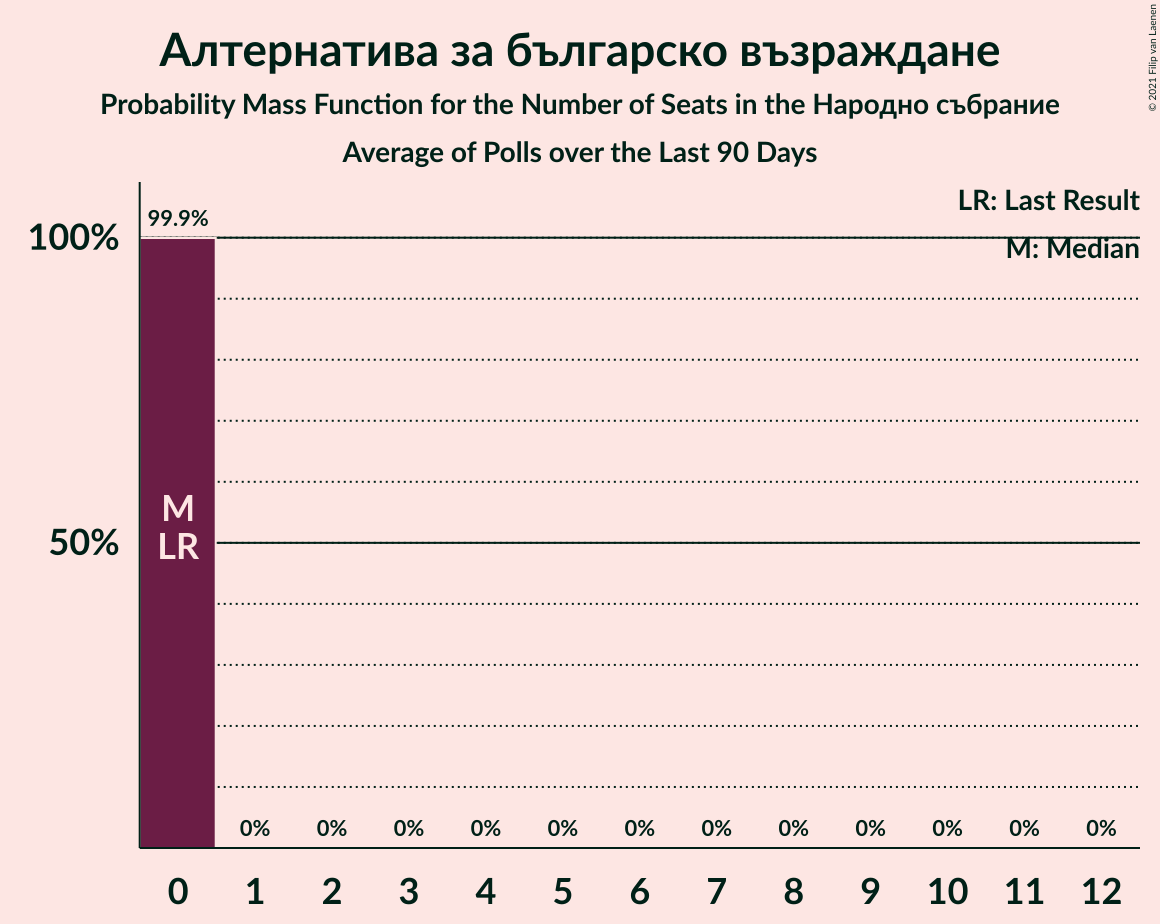 Алтернатива за българско възраждане
Probability Mass Function for the Number of Seats in the Народно събрание
Average of Polls over the Last 90 Days
© 2021 Filip van Laenen
LR: Last Result
M: Median
99.9%
100%
50%
M
LR
0% 0% 0% 0% 0% 0% 0% 0% 0% 0% 0% 0%
0 1 2 3 4 5 6 7 8 9 10 11 12